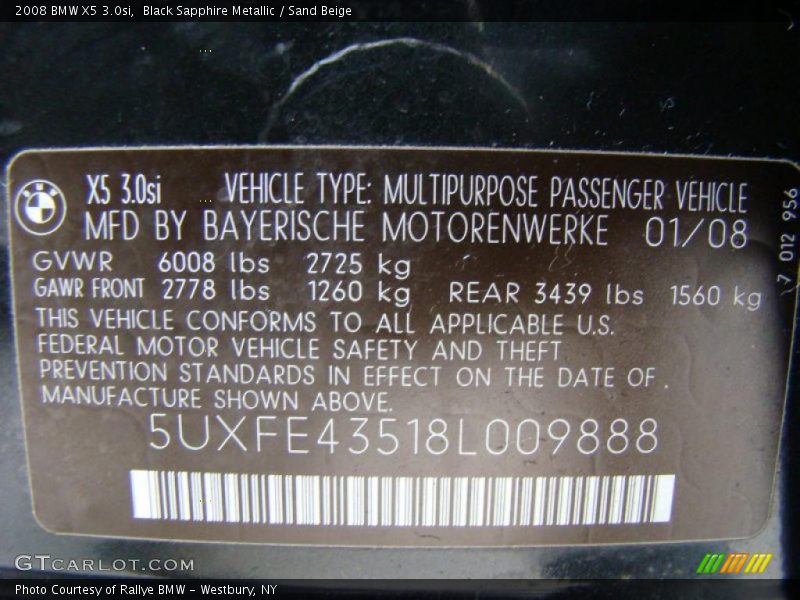 2008 BMW X5 3.0si, Black Sapphire Metallic / Sand Beige
X5 3.0si VEHICLE TYPE: MULTIPURPOSE PASSENGER VEHICLE
MFD BY BAYERISCHE MOTORENWERKE 01/08
GVWR 6008 lbs 2725 kg
GAWR FRONT 2778 lbs 1260 kg REAR 3439 lbs 1560 kg
THIS VEHICLE CONFORMS TO ALL APPLICABLE U.S.
FEDERAL MOTOR VEHICLE SAFETY AND THEFT
PREVENTION STANDARDS IN EFFECT ON THE DATE OF .
MANUFACTURE SHOWN ABOVE.
5UXFE43518L009888
7 012 956
GTCARLOT.COM
Photo Courtesy of Rallye BMW - Westbury, NY